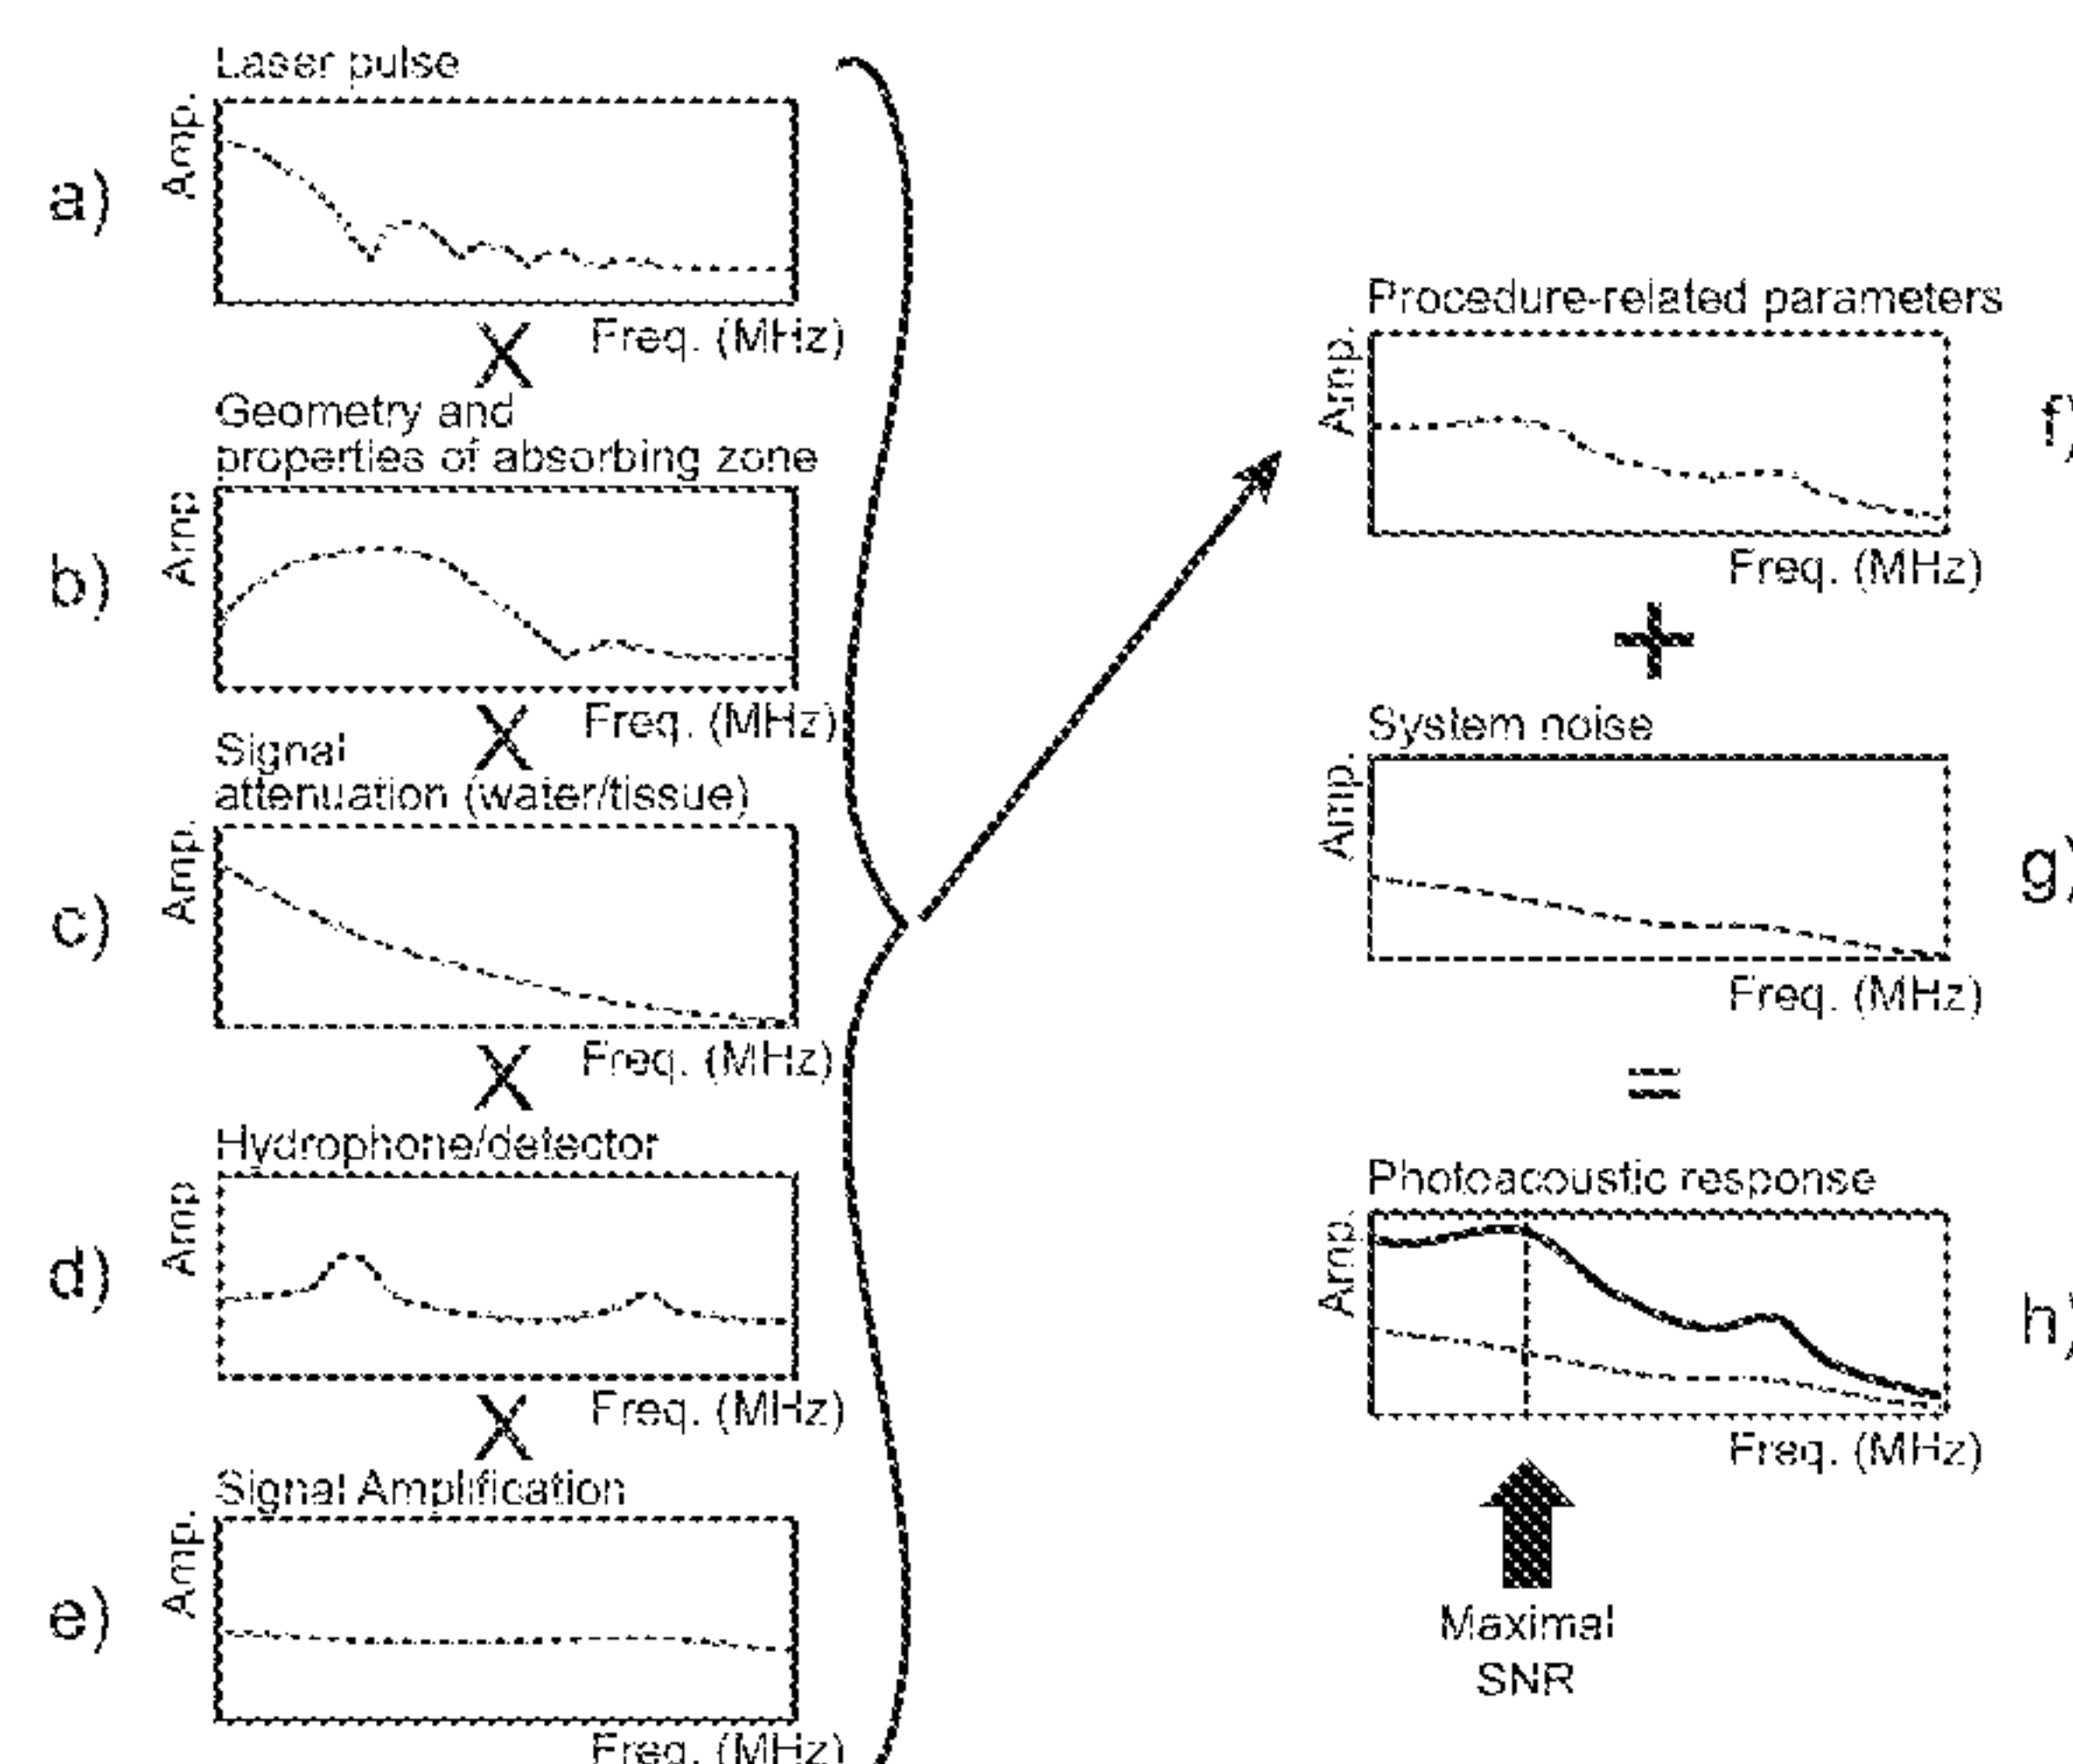 Laser pulse
a)
Amp.
Freq. (MHz)
X
Geometry and
properties of absorbing zone
b)
Amp
Freq. (MHz)
X
Signal
attenuation (water/tissue)
c)
Amp.
Freq. (MHz)
X
Hydrophone/detector
d)
Amp
Freq. (MHz)
X
Signal Amplification
e)
Amp.
Freq. (MHz)
Procedure-related parameters
Amp.
f)
Freq. (MHz)
+
System noise
Amp.
g)
Freq. (MHz)
=
Photoacoustic response
Amp.
h)
Freq. (MHz)
Maximal
SNR